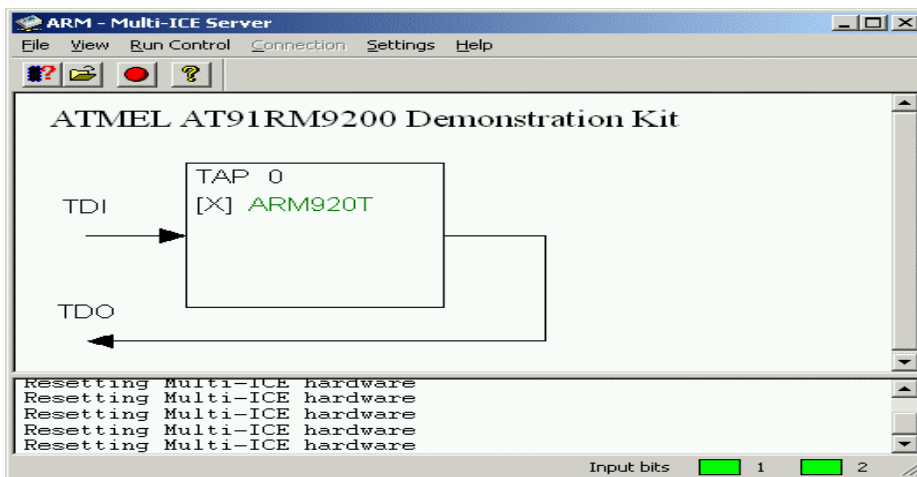 ARM - Multi-ICE Server
File View Run Control Connection Settings Help
ATMEL AT91RM9200 Demonstration Kit
TAP 0
[X] ARM920T
TDI
TDO
Resetting Multi-ICE hardware
Resetting Multi-ICE hardware
Resetting Multi-ICE hardware
Resetting Multi-ICE hardware
Resetting Multi-ICE hardware
Input bits 1 2